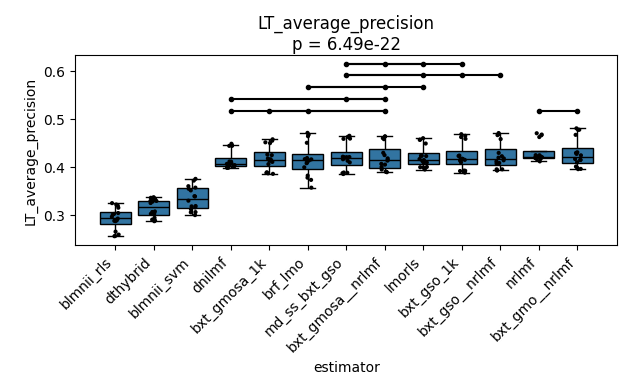 LT_average_precision
p = 6.49e-22
LT_average_precision
0.6
0.5
0.4
0.3
blmnii_rls
dthybrid
blmnii_svm
dnilmf
bxt_gmosa_1k
brf_lmo
md_ss_bxt_gso
bxt_gmosa__nrlmf
lmorls
bxt_gso_1k
bxt_gso__nrlmf
nrlmf
bxt_gmo__nrlmf
estimator